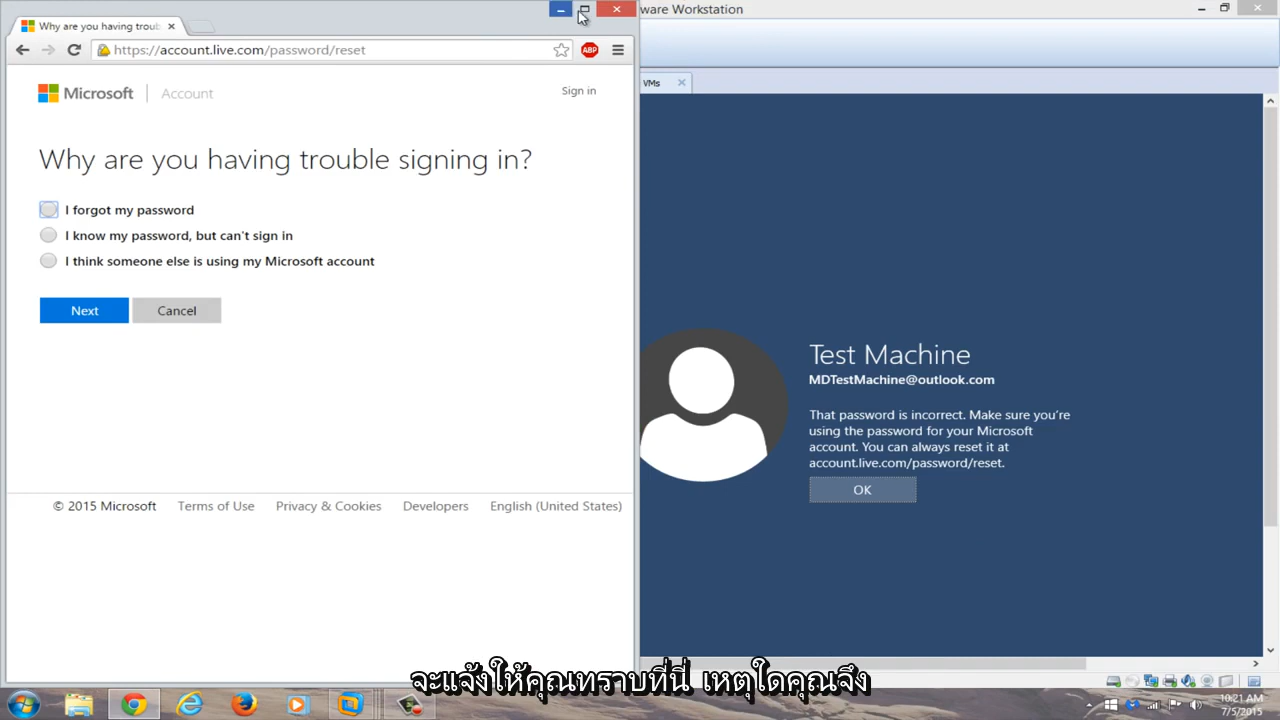 Why are you having troub
https://account.live.com/password/reset
ABP
Microsoft
Account
Sign in
Why are you having trouble signing in?
I forgot my password
I know my password, but can't sign in
I think someone else is using my Microsoft account
Next
Cancel
© 2015 Microsoft
Terms of Use
Privacy & Cookies
Developers
English (United States)
ware Workstation
VMs
Test Machine
MDTestMachine@outlook.com
That password is incorrect. Make sure you're
using the password for your Microsoft
account. You can always reset it at
account.live.com/password/reset.
OK
จะแจ้งให้คุณทราบที่นี่ เหตุใดคุณจึง
10:21 AM
7/5/2015